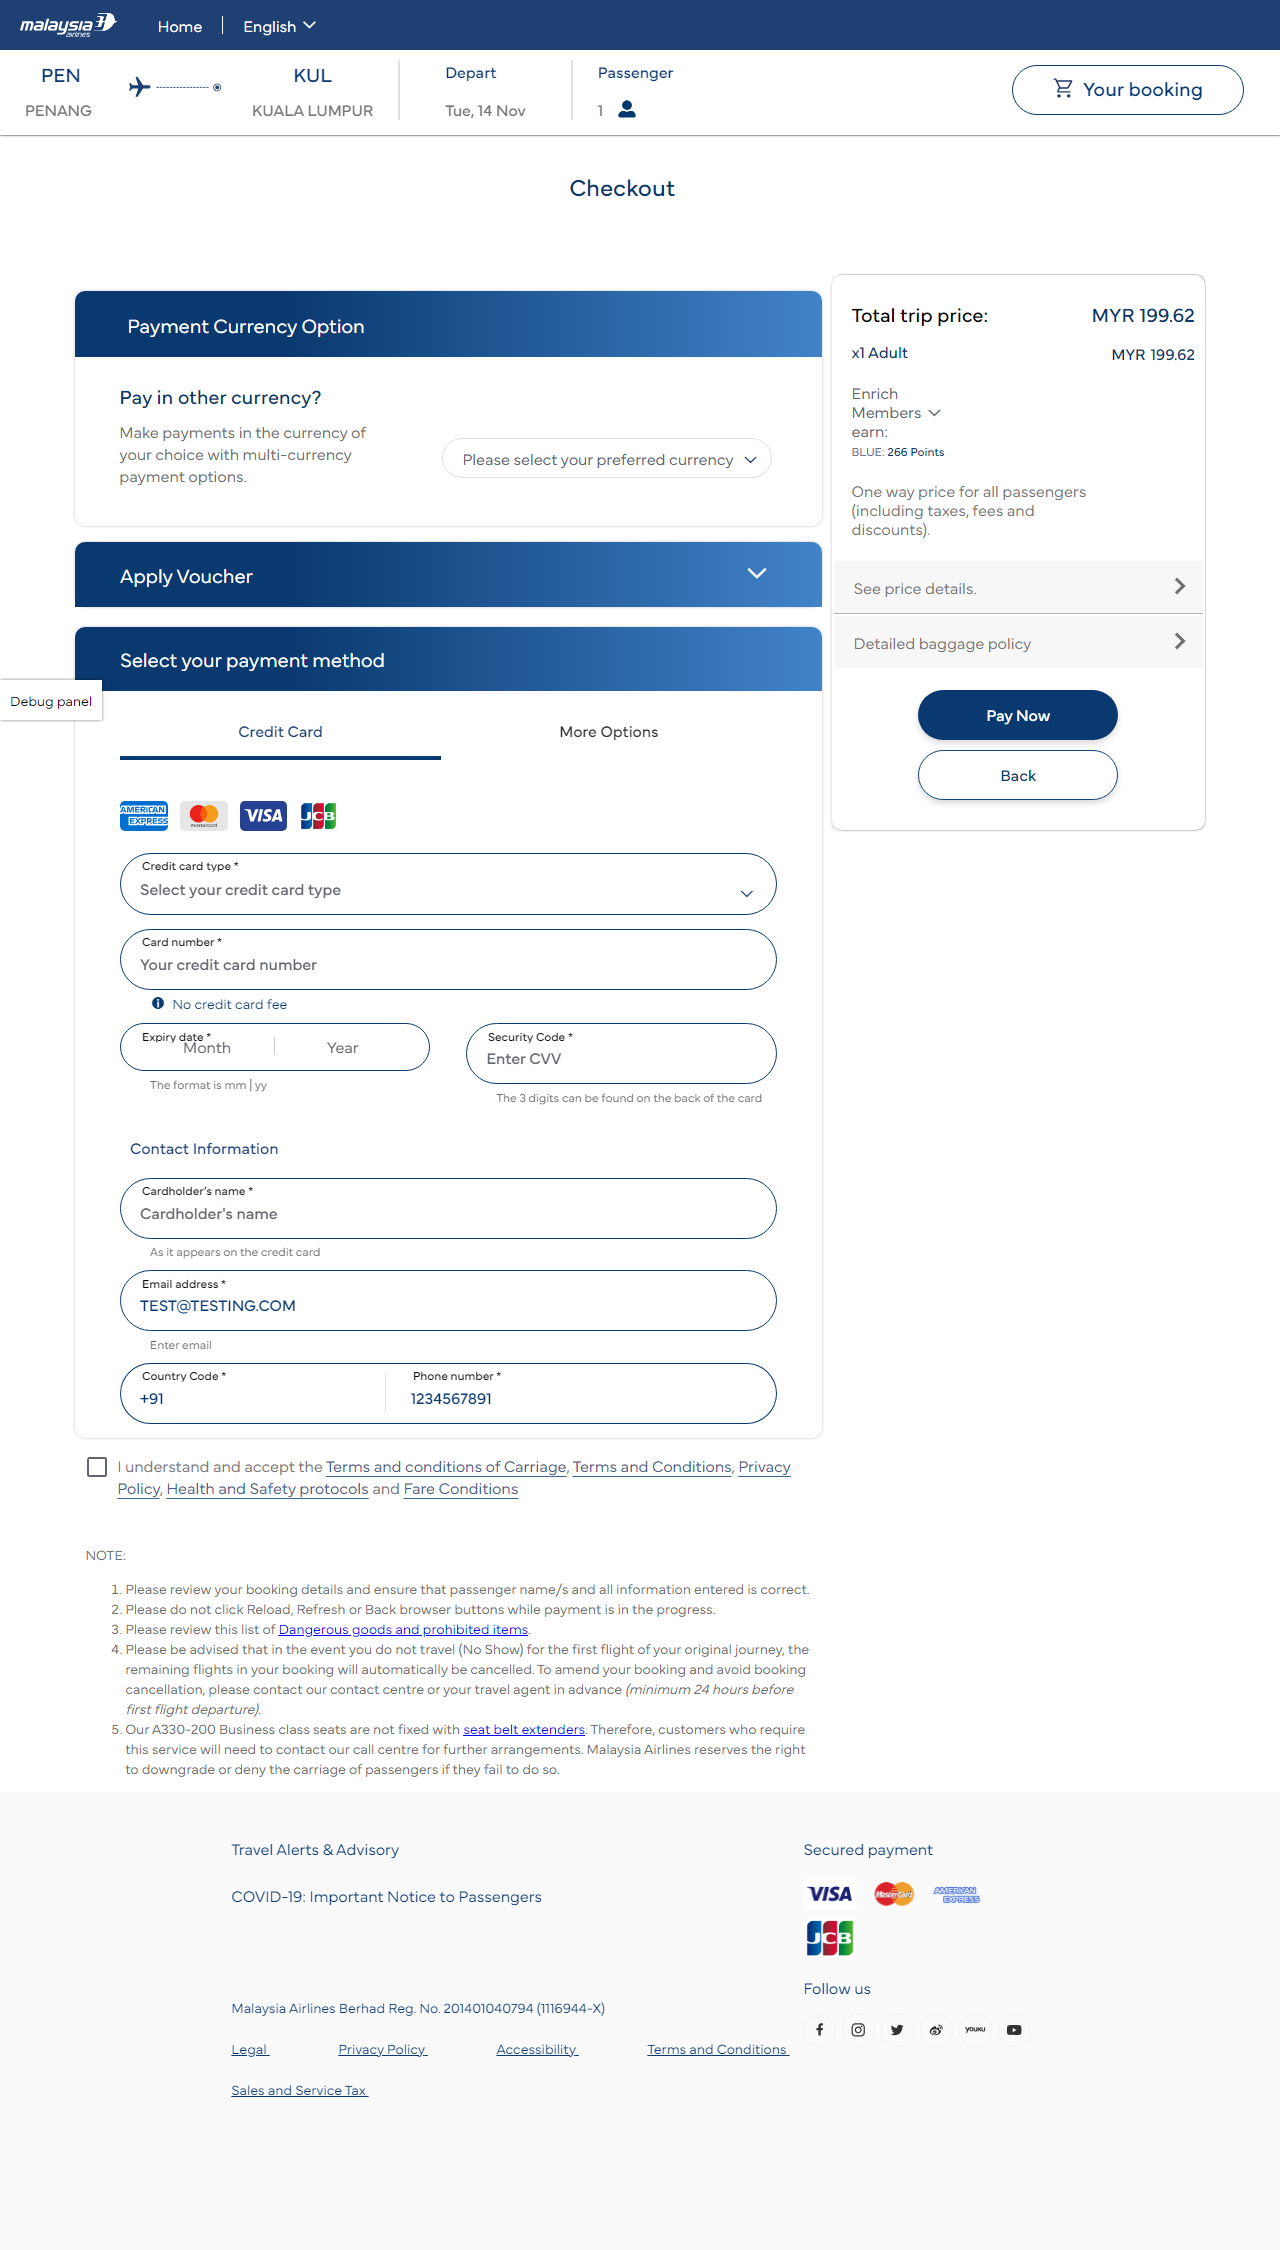 malaysia
airlines
Home
English
PEN
PENANG
KUL
KUALA LUMPUR
Depart
Tue, 14 Nov
Passenger
1
Your booking
Checkout
Payment Currency Option
Pay in other currency?
Make payments in the currency of
your choice with multi-currency
payment options.
Please select your preferred currency
Apply Voucher
Select your payment method
Debug panel
Credit Card
More Options
AMERICAN
EXPRESS
mastercard
VISA
JCB
Credit card type *
Select your credit card type
Card number *
Your credit card number
No credit card fee
Expiry date *
Month
Year
The format is mm | yy
Security Code *
Enter CVV
The 3 digits can be found on the back of the card
Contact Information
Cardholder's name *
Cardholder's name
As it appears on the credit card
Email address *
TEST@TESTING.COM
Enter email
Country Code *
+91
Phone number *
1234567891
Total trip price:
MYR 199.62
x1 Adult
MYR 199.62
Enrich
Members
earn:
BLUE: 266 Points
One way price for all passengers
(including taxes, fees and
discounts).
See price details.
Detailed baggage policy
Pay Now
Back
I understand and accept the Terms and conditions of Carriage, Terms and Conditions, Privacy
Policy, Health and Safety protocols and Fare Conditions
NOTE:
1. Please review your booking details and ensure that passenger name/s and all information entered is correct.
2. Please do not click Reload, Refresh or Back browser buttons while payment is in the progress.
3. Please review this list of Dangerous goods and prohibited items.
4. Please be advised that in the event you do not travel (No Show) for the first flight of your original journey, the
remaining flights in your booking will automatically be cancelled. To amend your booking and avoid booking
cancellation, please contact our contact centre or your travel agent in advance (minimum 24 hours before
first flight departure).
5. Our A330-200 Business class seats are not fixed with seat belt extenders. Therefore, customers who require
this service will need to contact our call centre for further arrangements. Malaysia Airlines reserves the right
to downgrade or deny the carriage of passengers if they fail to do so.
Travel Alerts & Advisory
COVID-19: Important Notice to Passengers
Secured payment
VISA
MasterCard
AMERICAN
EXPRESS
JCB
Follow us
YOUKU
Malaysia Airlines Berhad Reg. No. 201401040794 (1116944-X)
Legal
Privacy Policy
Accessibility
Terms and Conditions
Sales and Service Tax